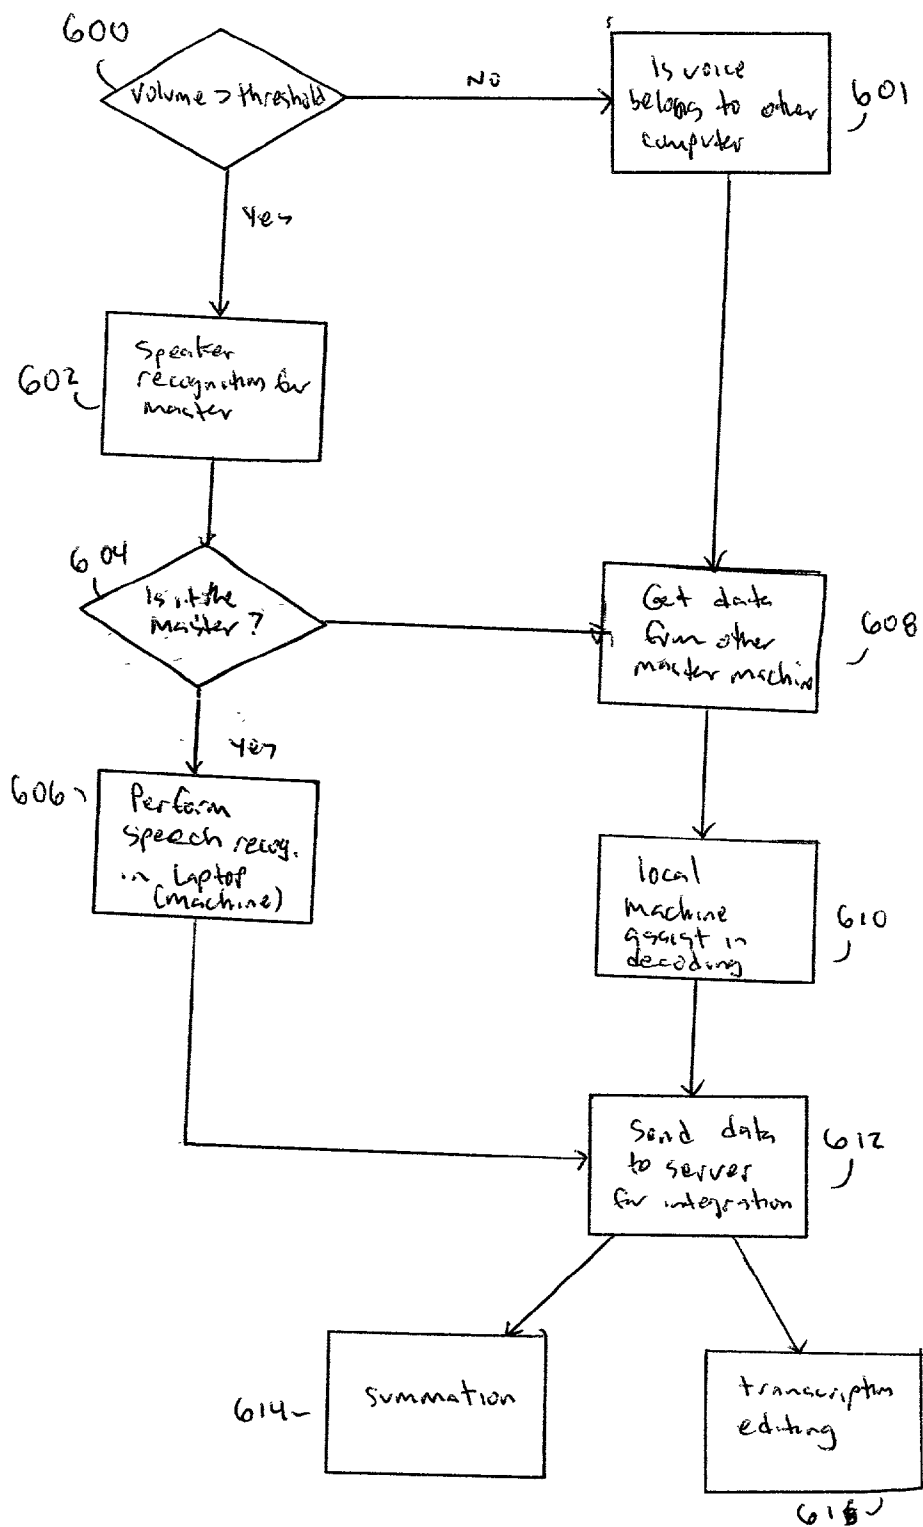 600
Volume > threshold
NO
Is voice
belongs to other
computer
601
Yes
602
Speaker
recognition for
master
604
Is it the
master?
Get data
from other
master machine
608
Yes
606
Perform
speech recog.
in Laptop
(machine)
local
machine
assist in
decoding
610
Send data
to server
for integration
612
614
summation
transcription
editing